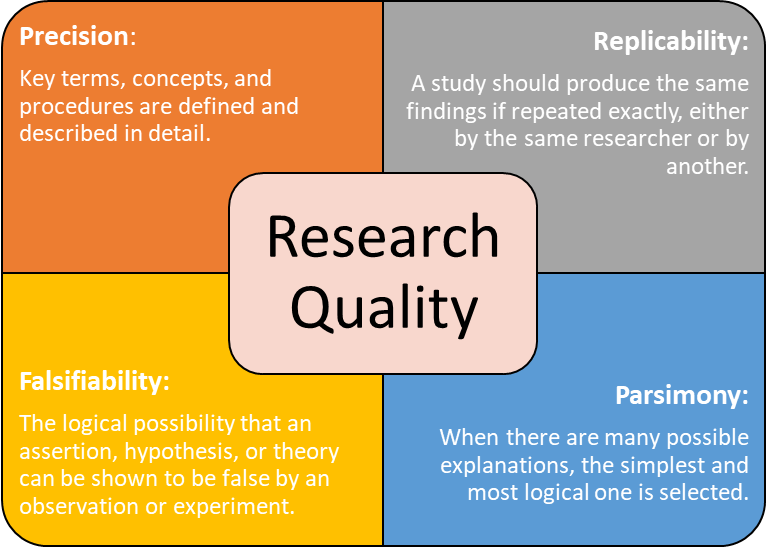 Precision:
Key terms, concepts, and
procedures are defined and
described in detail.
Replicability:
A study should produce the same
findings if repeated exactly, either
by the same researcher or by
another.
Research
Quality
Falsifiability:
The logical possibility that an
assertion, hypothesis, or theory
can be shown to be false by an
observation or experiment.
Parsimony:
When there are many possible
explanations, the simplest and
most logical one is selected.